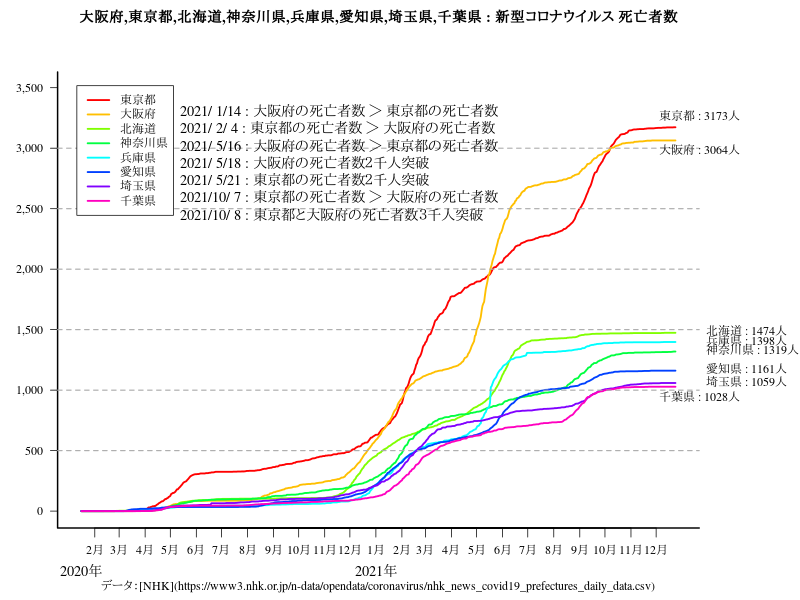 大阪府,東京都,北海道,神奈川県,兵庫県,愛知県,埼玉県,千葉県 : 新型コロナウイルス 死亡者数
3,500
3,000
2,500
2,000
1,500
1,000
500
0
東京都
大阪府
北海道
神奈川県
兵庫県
愛知県
埼玉県
千葉県
2021/ 1/14 : 大阪府の死亡者数 > 東京都の死亡者数
2021/ 2/ 4 : 東京都の死亡者数 > 大阪府の死亡者数
2021/ 5/16 : 大阪府の死亡者数 > 東京都の死亡者数
2021/ 5/18 : 大阪府の死亡者数2千人突破
2021/ 5/21 : 東京都の死亡者数2千人突破
2021/10/ 7 : 東京都の死亡者数 > 大阪府の死亡者数
2021/10/ 8 : 東京都と大阪府の死亡者数3千人突破
東京都 : 3173人
大阪府 : 3064人
北海道 : 1474人
兵庫県 : 1398人
神奈川県 : 1319人
愛知県 : 1161人
埼玉県 : 1059人
千葉県 : 1028人
2月 3月 4月 5月 6月 7月 8月 9月 10月 11月 12月 1月 2月 3月 4月 5月 6月 7月 8月 9月 10月 11月 12月
2020年 2021年
データ：[NHK](https://www3.nhk.or.jp/n-data/opendata/coronavirus/nhk_news_covid19_prefectures_daily_data.csv)